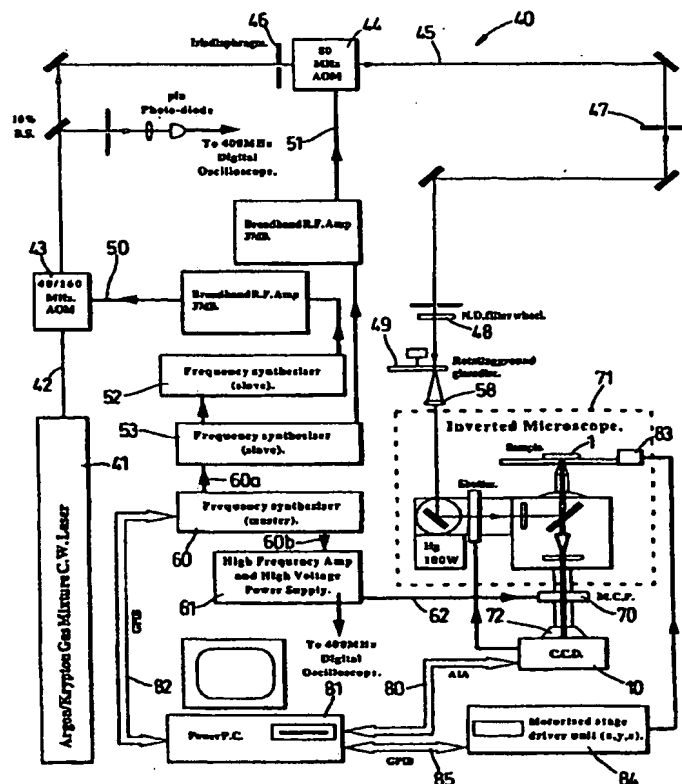 46
44
45
40
Irisdiaphragm.
80
MHz
AOM
pin
Photo-diode
10%
B.S.
To 400MHz
Digital
Oscilloscope.
51
47
Broadband R.F. Amp
43
50
40/160
MHz.
AOM
Broadband R.F. Amp
42
N.D. filter wheel.
48
49
Rotating ground
58
71
Frequency synthesiser
(slave).
52
Inverted Microscope.
83
53
Frequency synthesiser
(slave).
Sample.
1
41
60a
Shutter.
Frequency synthesiser
(master).
60
60b
Hg
100W
High Frequency Amp
and High Voltage
Power Supply.
61
62
M.C.P.
70
72
Argon/Krypton Gas Mixture C.W. Laser
GPIB
To 400MHz
Digital
Oscilloscope.
C.C.D.
10
82
81
80
AIA
Power P.C.
Motorised stage
driver unit (x,y,z).
GPIB
85
84